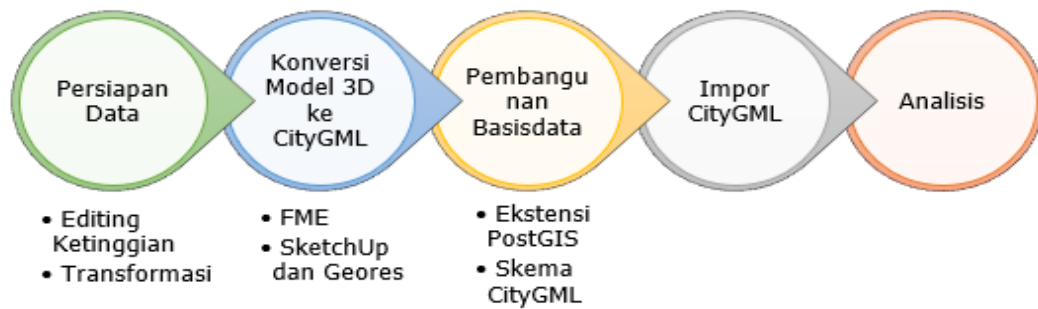 Persiapan
Data
Konversi
Model 3D
ke
CityGML
Pembangu
nan
Basisdata
Impor
CityGML
Analisis
• Editing
Ketinggian
• Transformasi
• FME
• SketchUp
dan Geores
• Ekstensi
PostGIS
• Skema
CityGML